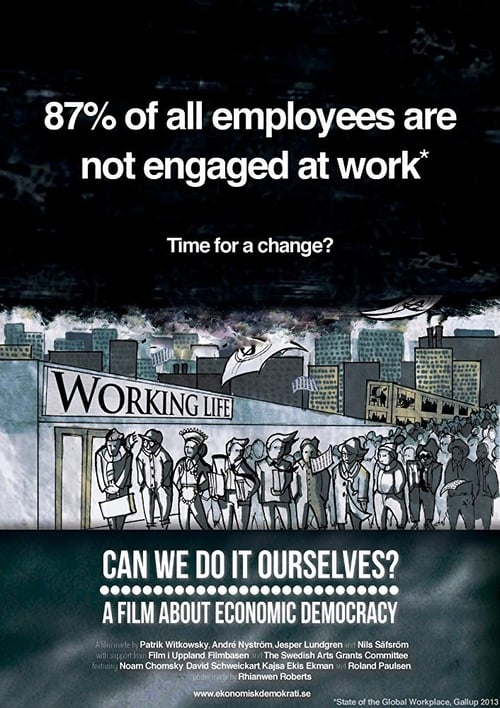 87% of all employees are
not engaged at work*
Time for a change?
WORKING LIFE
CAN WE DO IT OURSELVES?
A FILM ABOUT ECONOMIC DEMOCRACY
A film made by Patrik Witkowsky, André Nyström, Jesper Lundgren and Nils Säfström
with support from Film i Uppland, Filmbasen and The Swedish Arts Grants Committee
featuring Noam Chomsky David Schweickart Kajsa Ekis Ekman and Roland Paulsen
poster made by Rhianwen Roberts
www.ekonomiskdemokrati.se
*State of the Global Workplace, Gallup 2013